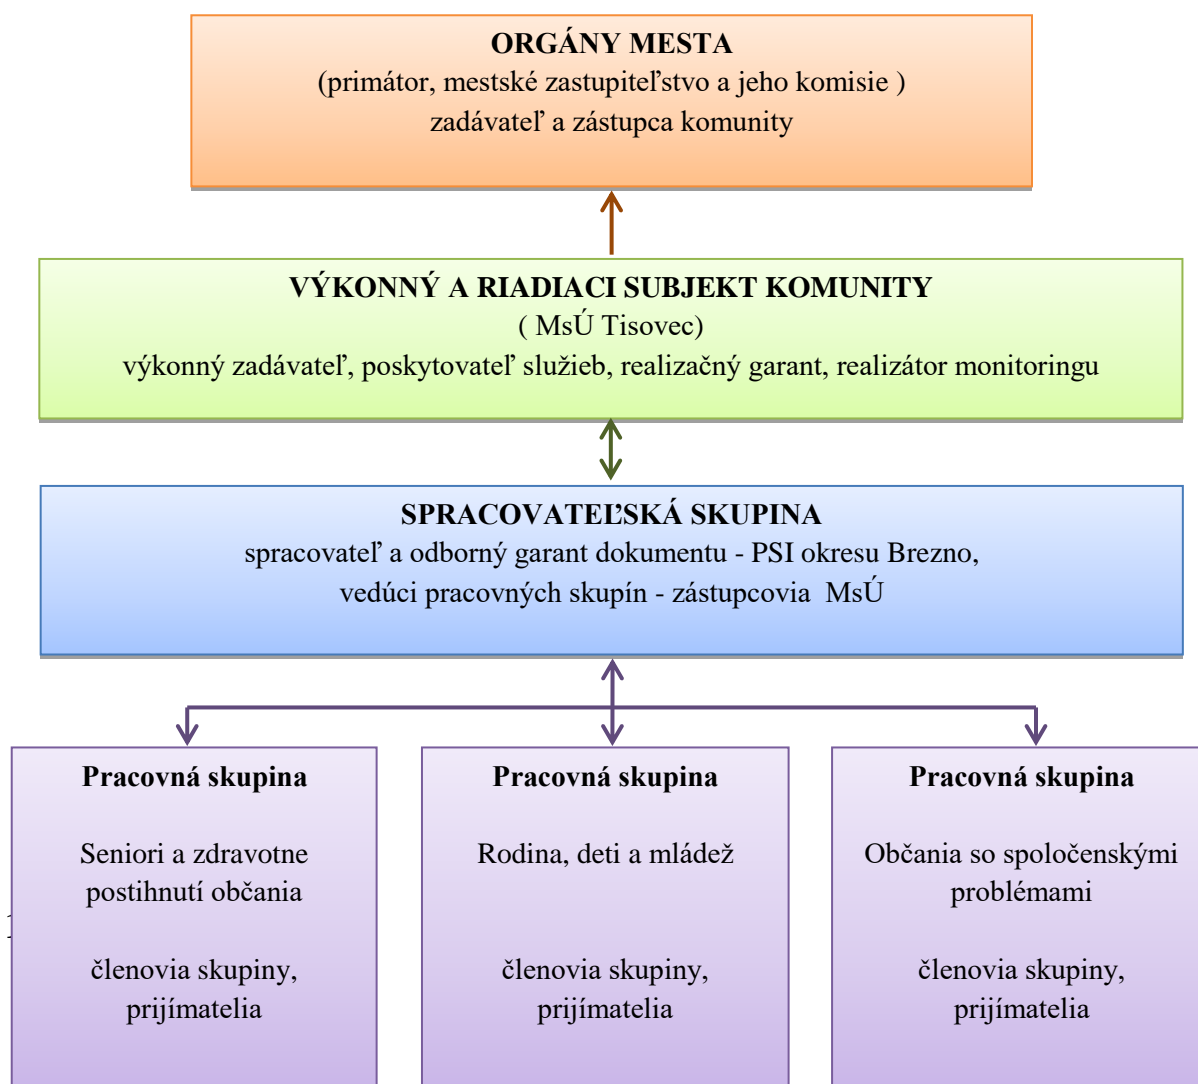 ORGÁNY MESTA
(primátor, mestské zastupiteľstvo a jeho komisie )
zadávateľ a zástupca komunity
VÝKONNÝ A RIADIACI SUBJEKT KOMUNITY
( MsÚ Tisovec)
výkonný zadávateľ, poskytovateľ služieb, realizačný garant, realizátor monitoringu
SPRACOVATEĽSKÁ SKUPINA
spracovateľ a odborný garant dokumentu - PSI okresu Brezno,
vedúci pracovných skupín - zástupcovia MsÚ
Pracovná skupina
Seniori a zdravotne
postihnutí občania
členovia skupiny,
prijímatelia
Pracovná skupina
Rodina, deti a mládež
členovia skupiny,
prijímatelia
Pracovná skupina
Občania so spoločenskými
problémami
členovia skupiny,
prijímatelia